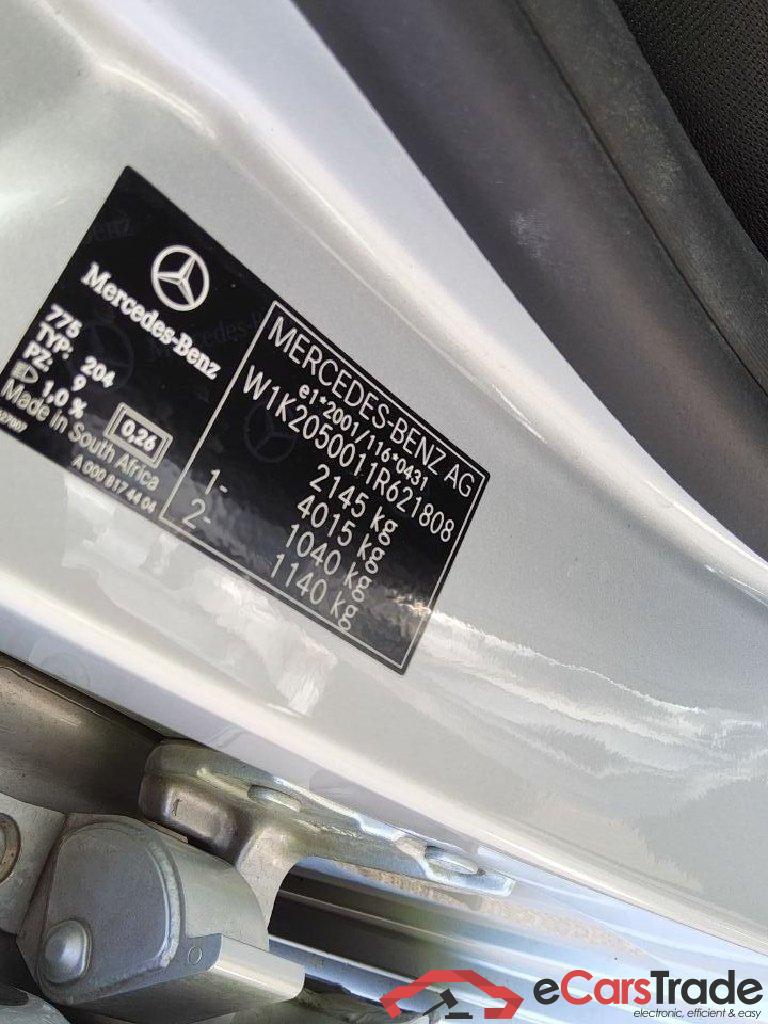 Mercedes-Benz
775
TYP: 204
PZ: 9
1,0 %
0,26
Made in South Africa
A 000 817 44 04
MERCEDES-BENZ AG
e1*2001/116*0431
W1K2050011R621808
2145 kg
4015 kg
1- 1040 kg
2- 1140 kg
eCarsTrade
electronic, efficient & easy